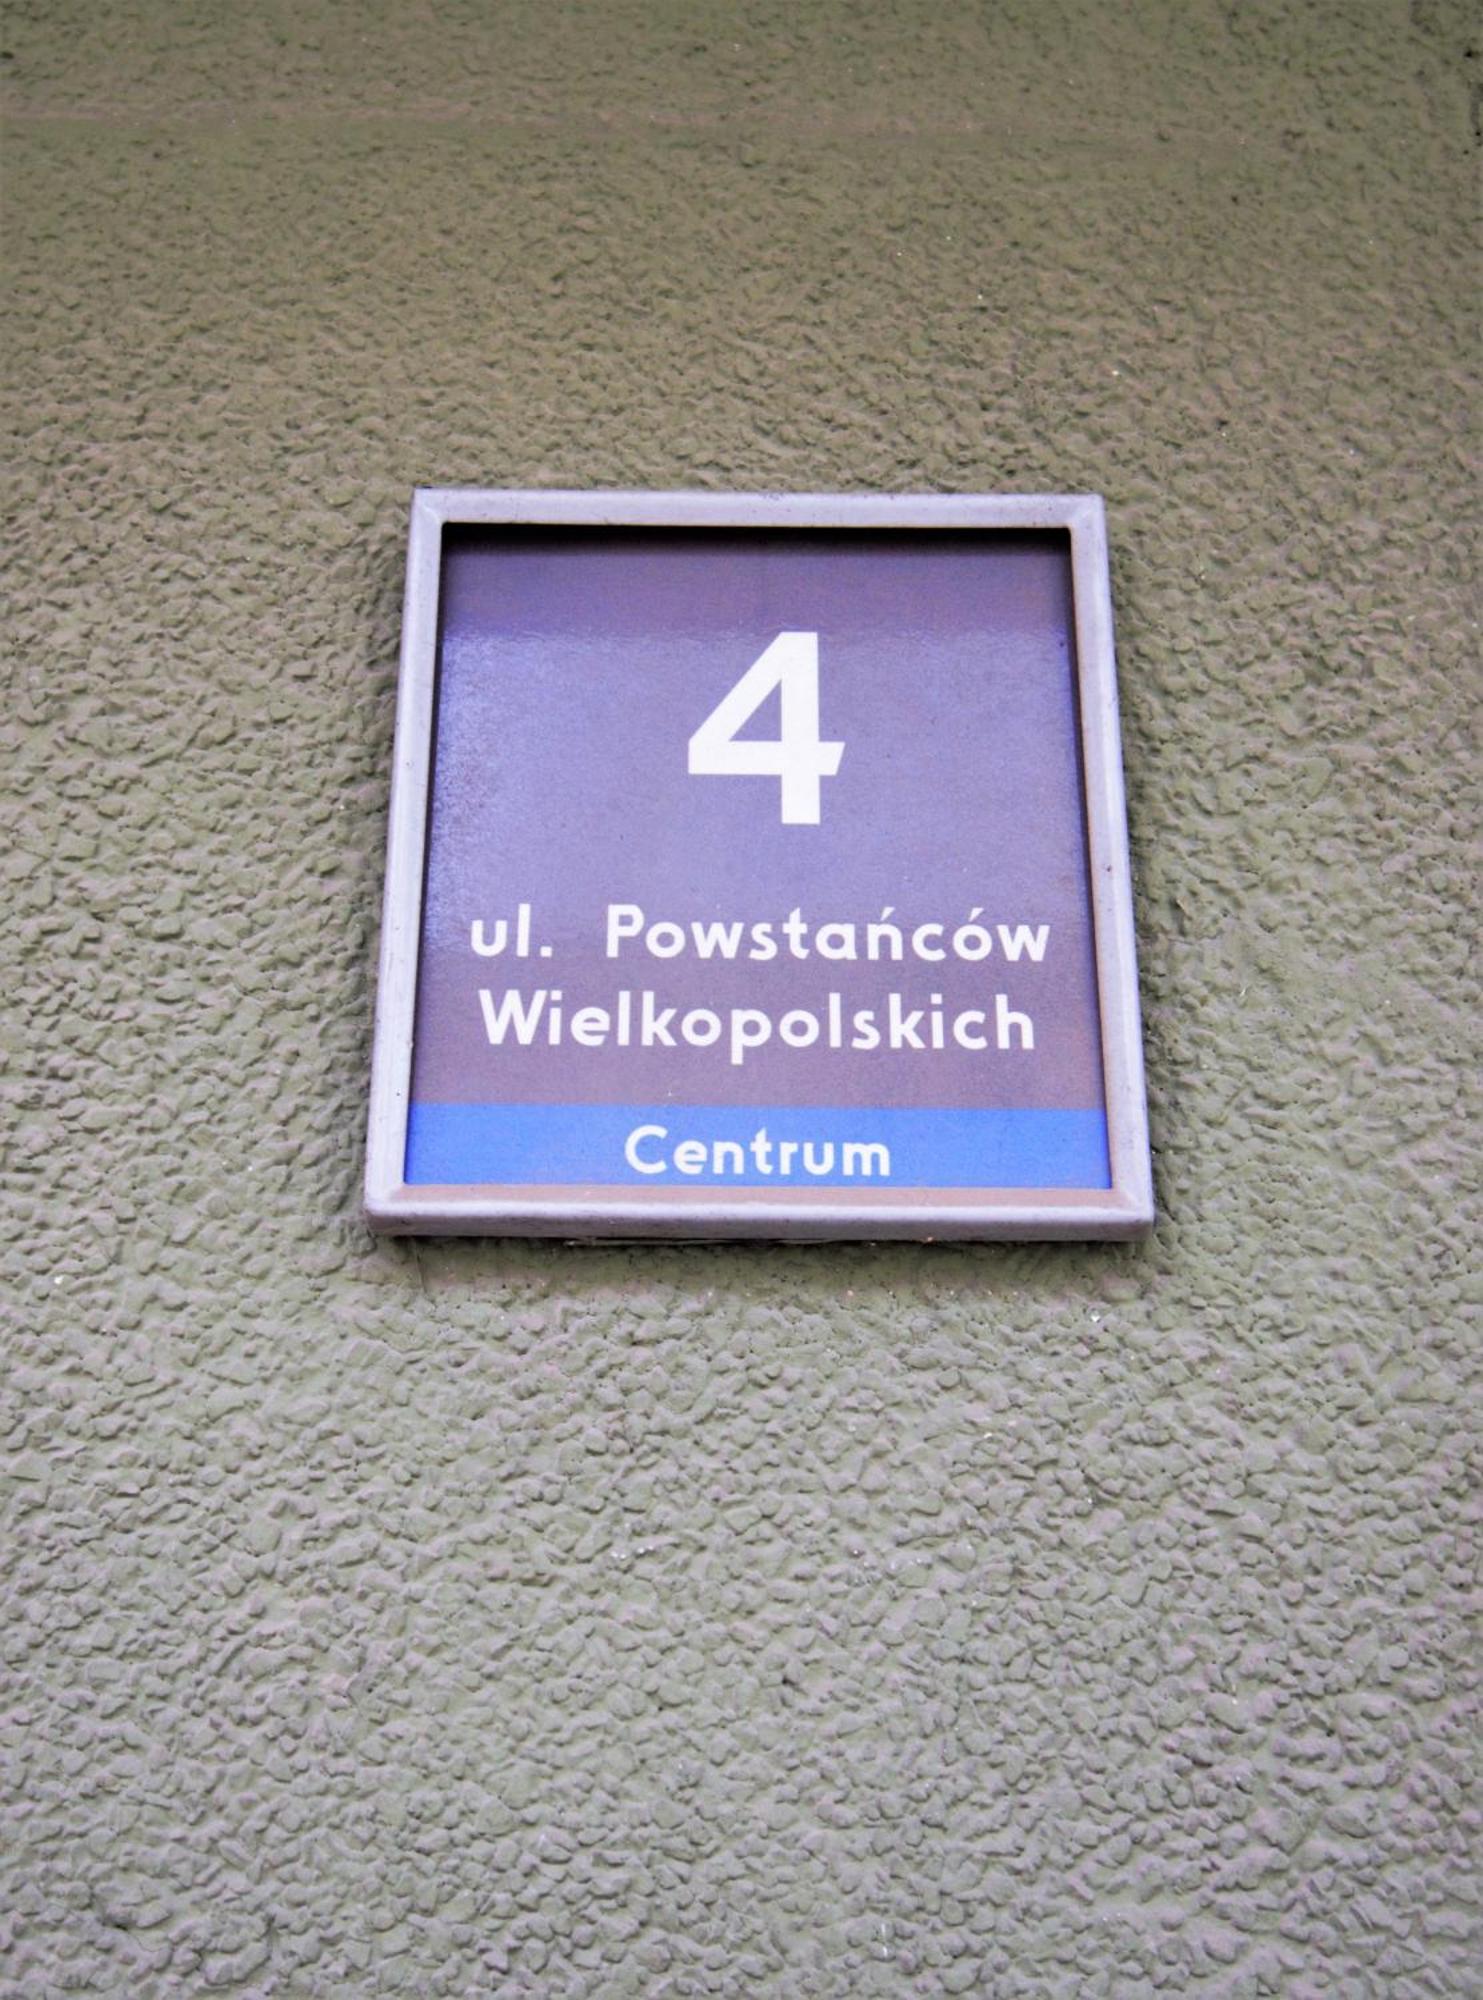 4
ul. Powstańców
Wielkopolskich
Centrum